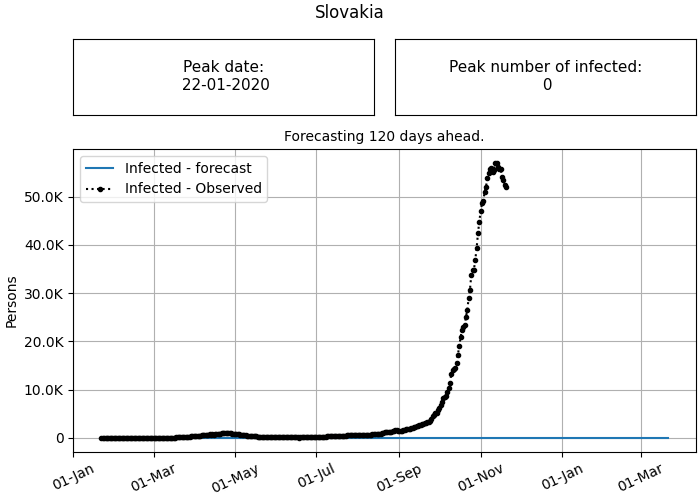 Slovakia
Peak date:
22-01-2020
Peak number of infected:
0
Forecasting 120 days ahead.
Infected - forecast
Infected - Observed
50.0K
40.0K
30.0K
20.0K
10.0K
0
Persons
01-Jan
01-Mar
01-May
01-Jul
01-Sep
01-Nov
01-Jan
01-Mar